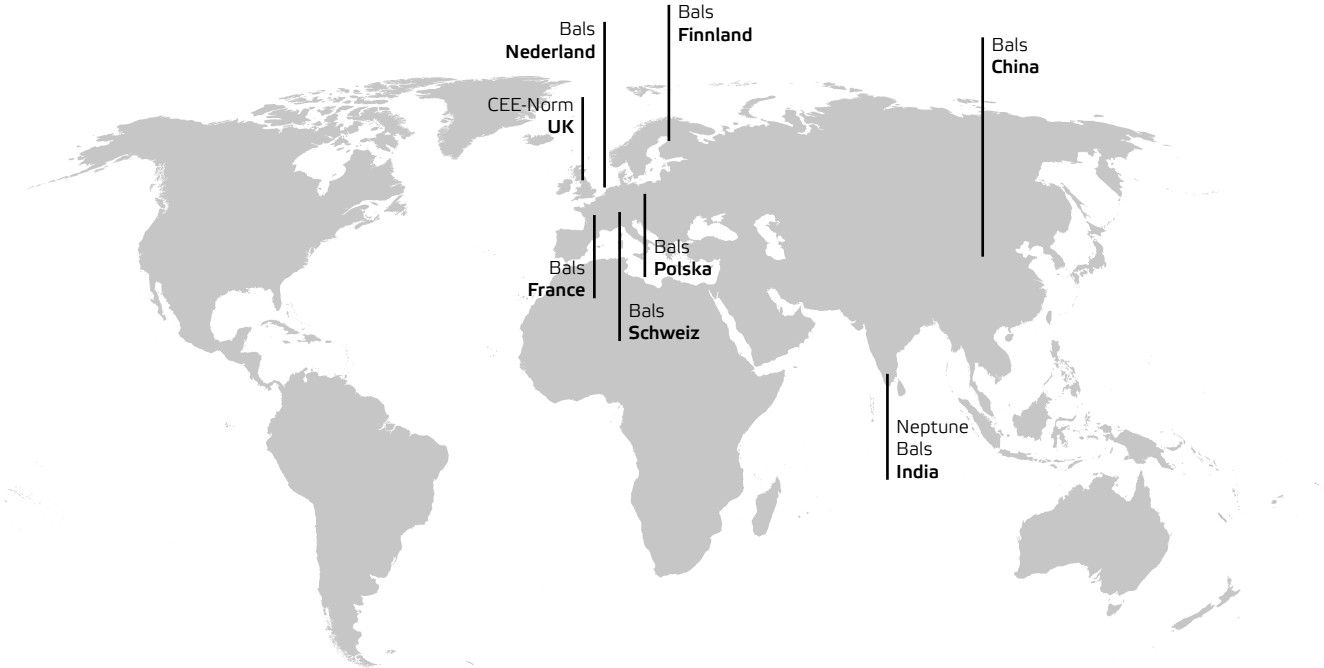 Bals
Finnland
Bals
Nederland
Bals
China
CEE-Norm
UK
Bals
Polska
Bals
France
Bals
Schweiz
Neptune
Bals
India